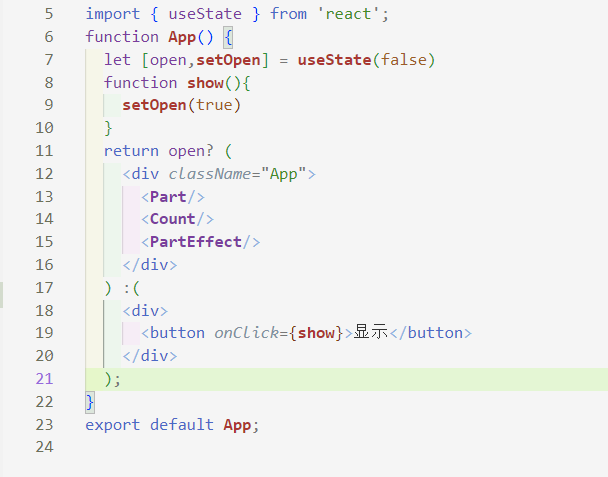 5 import { useState } from 'react';
6 function App() {
7 let [open,setOpen] = useState(false)
8 function show(){
9 setOpen(true)
10 }
11 return open? (
12 <div className="App">
13 <Part/>
14 <Count/>
15 <PartEffect/>
16 </div>
17 ) :(
18 <div>
19 <button onClick={show}>显示</button>
20 </div>
21 );
22 }
23 export default App;
24